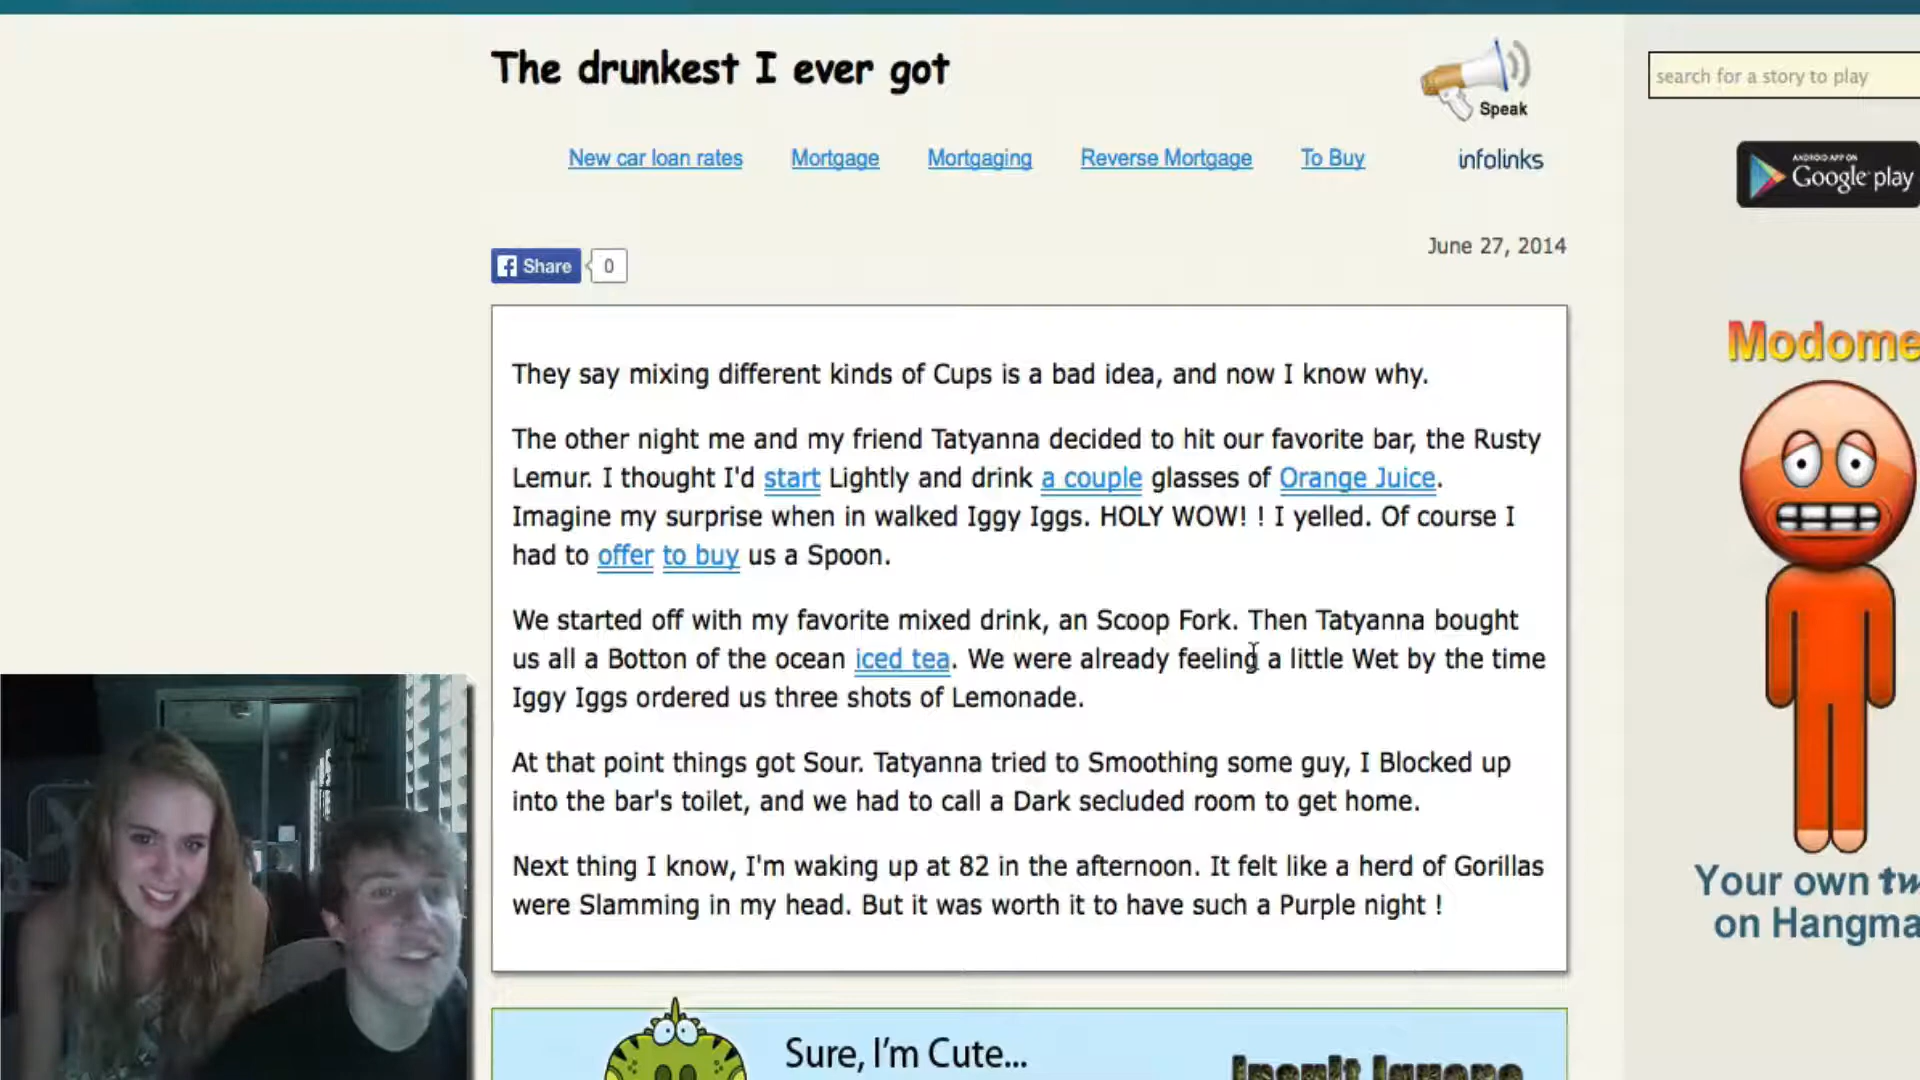 The drunkest I ever got
Speak
search for a story to play
ANDROID APP ON
Google play
New car loan rates Mortgage Mortgaging Reverse Mortgage To Buy infolinks
June 27, 2014
Share 0
They say mixing different kinds of Cups is a bad idea, and now I know why.
The other night me and my friend Tatyanna decided to hit our favorite bar, the Rusty
Lemur. I thought I'd start Lightly and drink a couple glasses of Orange Juice.
Imagine my surprise when in walked Iggy Iggs. HOLY WOW! ! I yelled. Of course I
had to offer to buy us a Spoon.
We started off with my favorite mixed drink, an Scoop Fork. Then Tatyanna bought
us all a Botton of the ocean iced tea. We were already feeling a little Wet by the time
Iggy Iggs ordered us three shots of Lemonade.
At that point things got Sour. Tatyanna tried to Smoothing some guy, I Blocked up
into the bar's toilet, and we had to call a Dark secluded room to get home.
Next thing I know, I'm waking up at 82 in the afternoon. It felt like a herd of Gorillas
were Slamming in my head. But it was worth it to have such a Purple night !
Modome
Your own tw
on Hangma
Sure, I'm Cute...